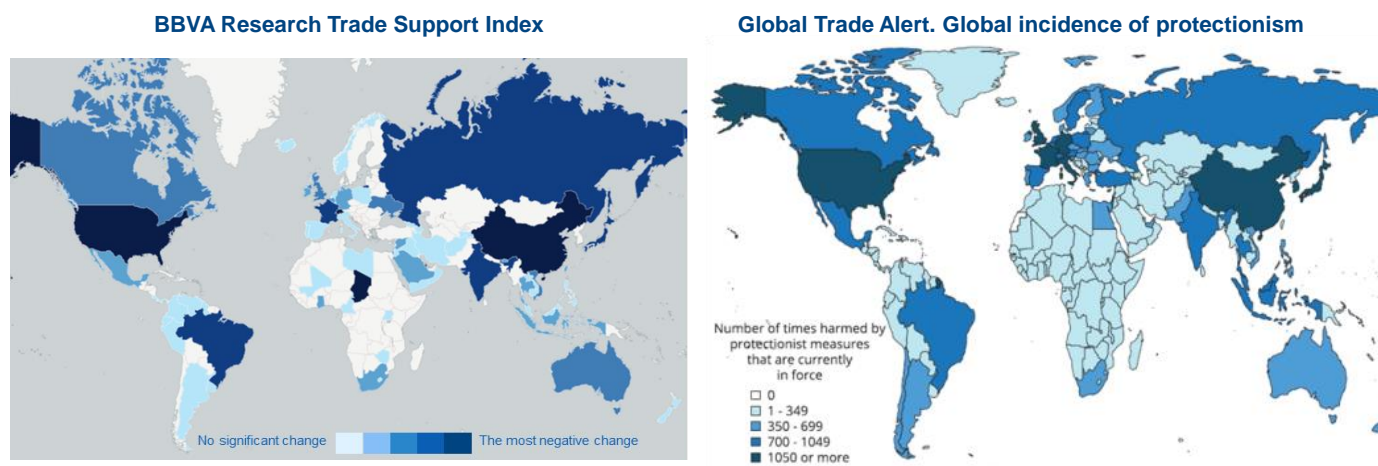 BBVA Research Trade Support Index
Global Trade Alert. Global incidence of protectionism
No significant change
The most negative change
Number of times harmed by
protectionist measures
that are currently
in force
0
1 - 349
350 - 699
700 - 1049
1050 or more